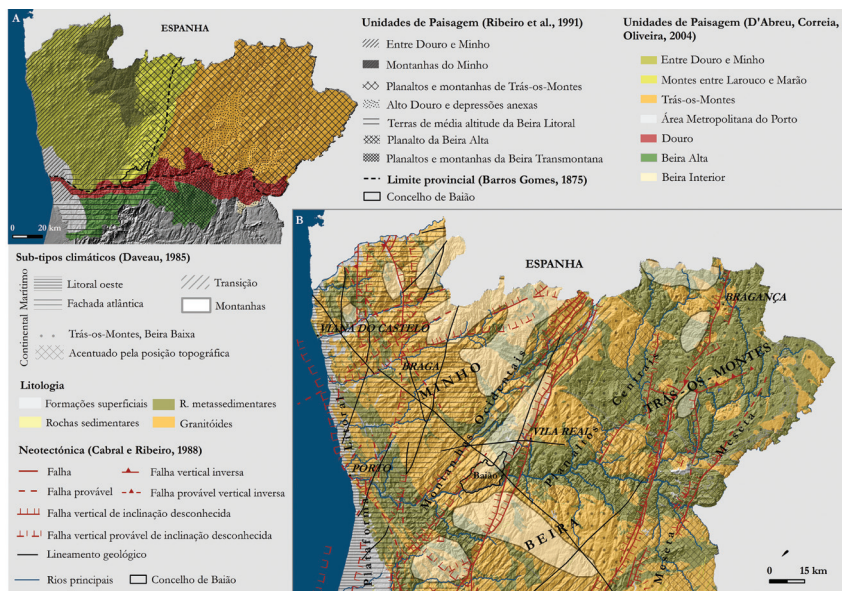 A
ESPANHA
0 20 km
Unidades de Paisagem (Ribeiro et al., 1991)
Entre Douro e Minho
Montanhas do Minho
Planaltos e montanhas de Trás-os-Montes
Alto Douro e depressões anexas
Terras de média altitude da Beira Litoral
Planalto da Beira Alta
Planaltos e montanhas da Beira Transmontana
Limite provincial (Barros Gomes, 1875)
Concelho de Baião
Unidades de Paisagem (D'Abreu, Correia,
Oliveira, 2004)
Entre Douro e Minho
Montes entre Larouco e Marão
Trás-os-Montes
Área Metropolitana do Porto
Douro
Beira Alta
Beira Interior
Sub-tipos climáticos (Daveau, 1985)
Continental Marítimo
Litoral oeste
Transição
Fachada atlântica
Montanhas
Trás-os-Montes, Beira Baixa
Acentuado pela posição topográfica
Litologia
Formações superficiais
R. metassedimentares
Rochas sedimentares
Granitóides
Neotectónica (Cabral e Ribeiro, 1988)
Falha
Falha vertical inversa
Falha provável
Falha provável vertical inversa
Falha vertical de inclinação desconhecida
Falha vertical provável de inclinação desconhecida
Lineamento geológico
Rios principais
Concelho de Baião
B
ESPANHA
BRAGANÇA
VIANA DO CASTELO
BRAGA
MINHO
TRÁS-OS-MONTES
VILA REAL
PORTO
Baião
BEIRA
Plataforma Litoral
Montanhas Ocidentais
Planaltos Centrais
Meseta
Meseta
0 15 km